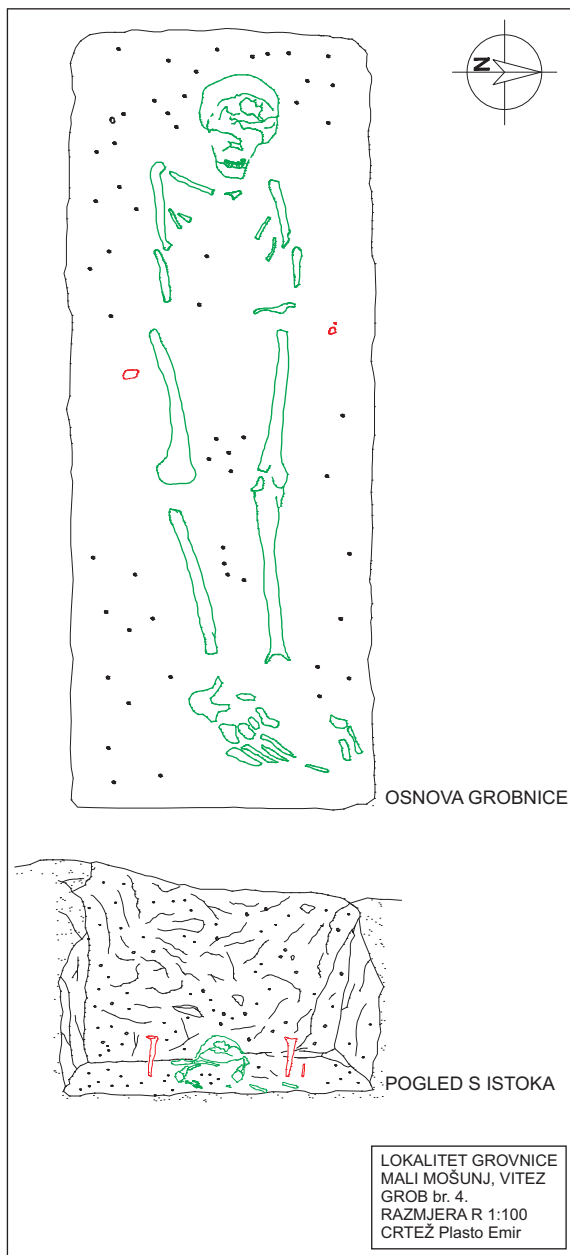 N
OSNOVA GROBNICE
POGLED S ISTOKA
LOKALITET GROVNICE
MALI MOŠUNJ, VITEZ
GROB br. 4.
RAZMJERA R 1:100
CRTEŽ Plasto Emir